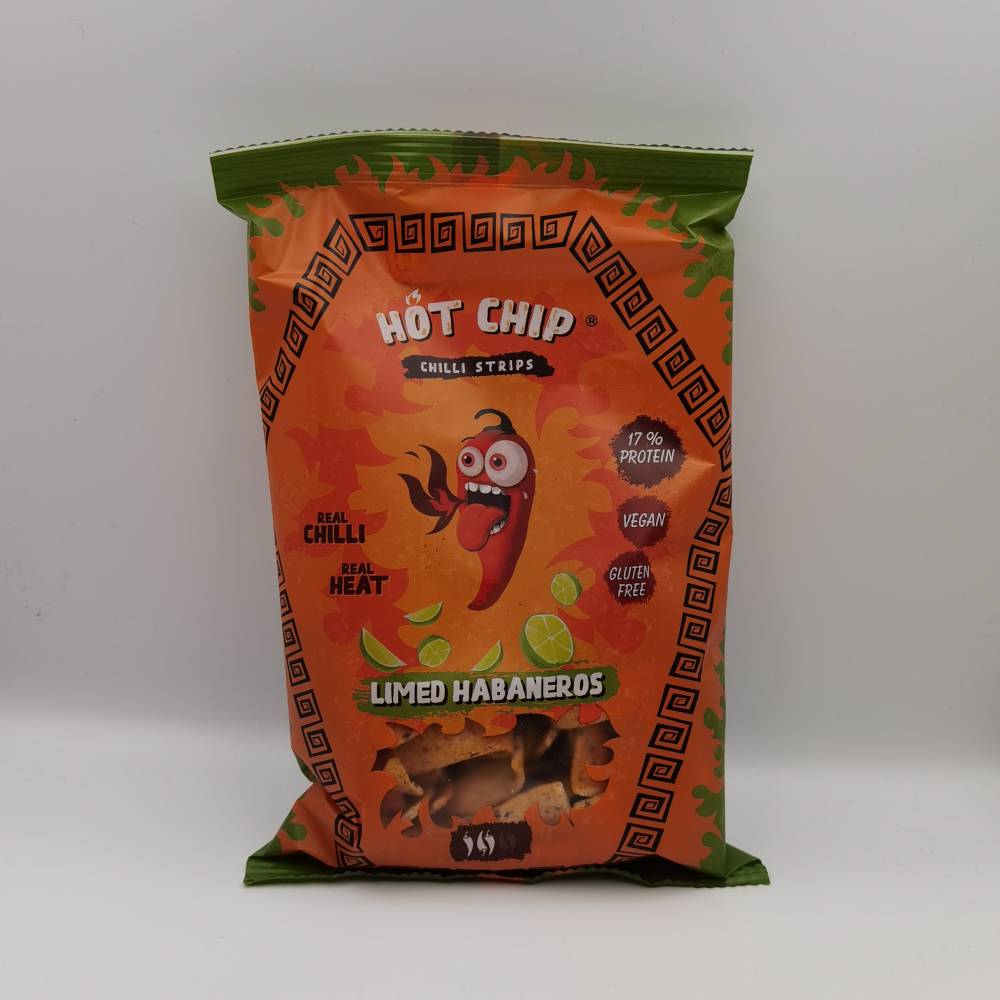 HOT CHIP ®
CHILLI STRIPS
17 %
PROTEIN
VEGAN
GLUTEN
FREE
REAL
CHILLI
REAL
HEAT
LIMED HABANEROS